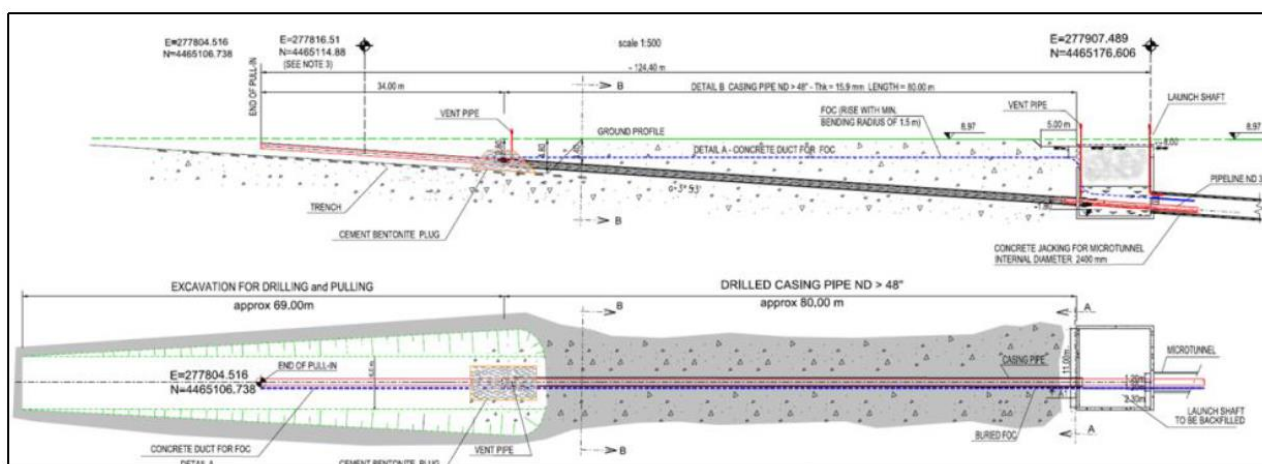 E=277804.516
N=4465106.738
E=277816.51
N=4465114.88
(SEE NOTE 3)
scale 1:500
E=277907.489
N=4465176.606
~ 124,40 m
END OF PULL-IN
34.00 m
B
DETAIL B CASING PIPE ND > 48" - Thk = 15.9 mm LENGTH = 80.00 m
VENT PIPE
FOC (RISE WITH MIN.
BENDING RADIUS OF 1.5 m)
VENT PIPE
LAUNCH SHAFT
GROUND PROFILE
8.97
5.00 m
8.97
DETAIL A - CONCRETE DUCT FOR FOC
TRENCH
B
PIPELINE ND 3
CEMENT BENTONITE PLUG
CONCRETE JACKING FOR MICROTUNNEL
INTERNAL DIAMETER 2400 mm
EXCAVATION FOR DRILLING and PULLING
approx 69.00m
DRILLED CASING PIPE ND > 48"
approx 80,00 m
B
A
END OF PULL-IN
E=277804.516
N=4465106.738
CASING PIPE
11.00m
MICROTUNNEL
2.30m
LAUNCH SHAFT
TO BE BACKFILLED
CONCRETE DUCT FOR FOC
VENT PIPE
BURIED FOC
A
B
CEMENT BENTONITE PLUG